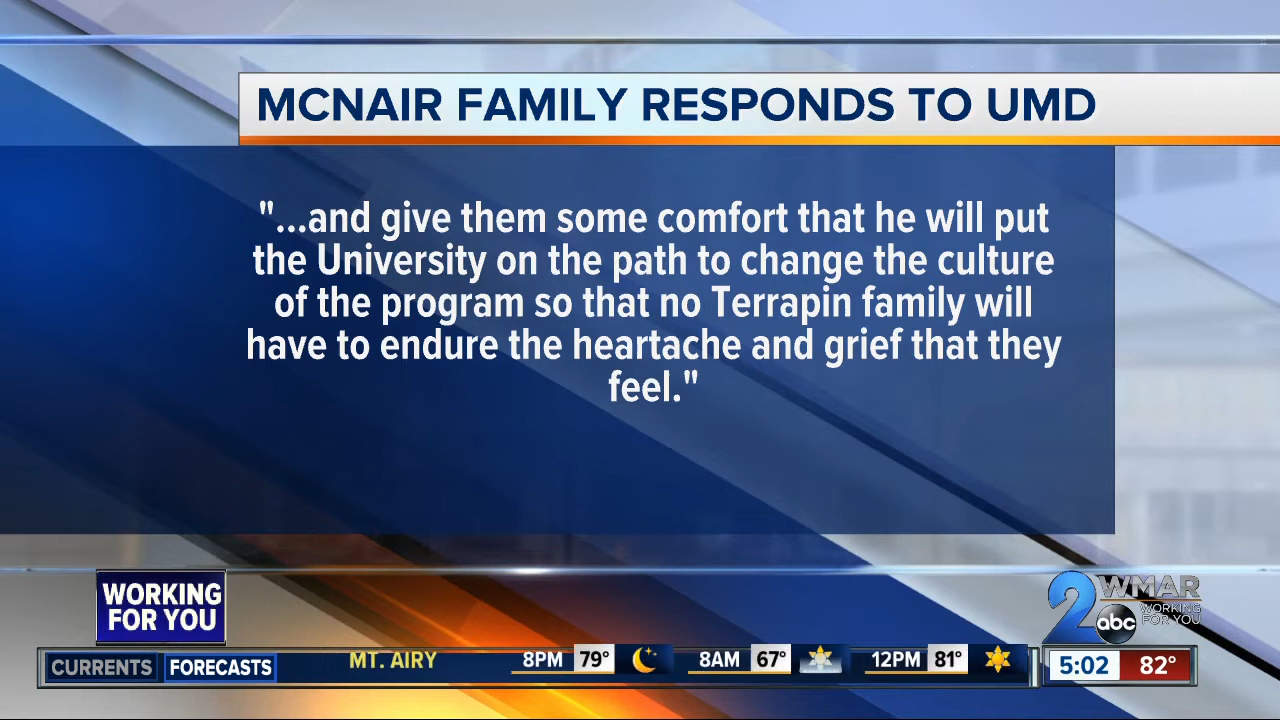 MCNAIR FAMILY RESPONDS TO UMD
"...and give them some comfort that he will put
the University on the path to change the culture
of the program so that no Terrapin family will
have to endure the heartache and grief that they
feel."
WORKING
FOR YOU
2 WMAR
abc WORKING
FOR YOU
CURRENTS FORECASTS MT. AIRY 8PM 79° 8AM 67° 12PM 81° 5:02 82°